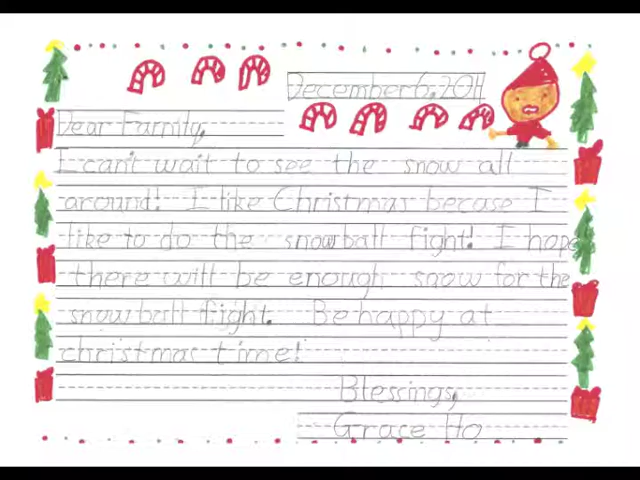 December 6, 2011
Dear Family,
I can't wait to see the snow all
around! I like Christmas becase I
like to do the snowball fight! I hope
there will be enough snow for the
snowball fight. Be happy at
christmas time!
Blessings,
Grace Ho